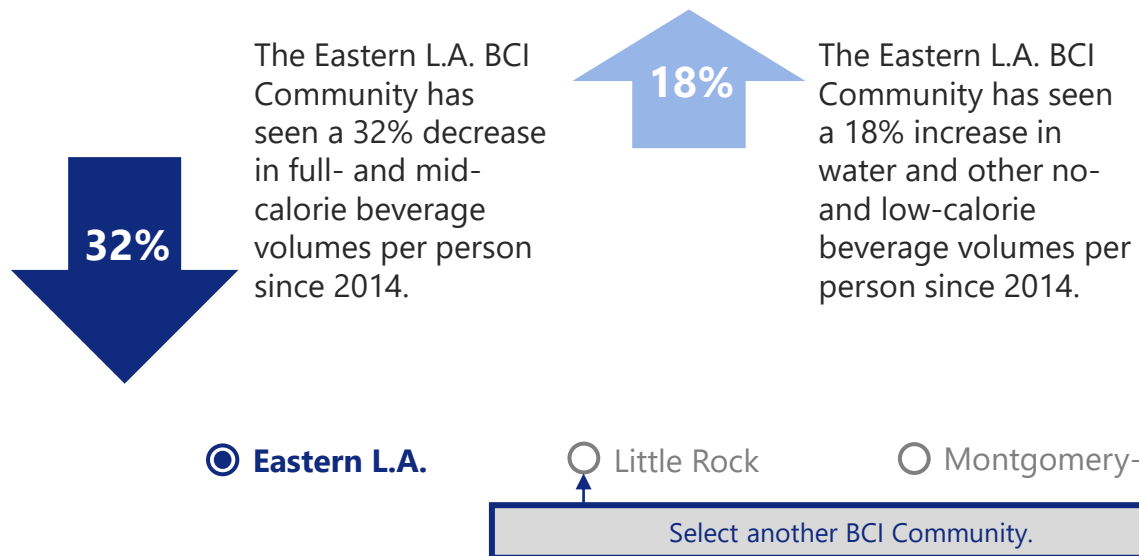 32%
The Eastern L.A. BCI
Community has
seen a 32% decrease
in full- and mid-
calorie beverage
volumes per person
since 2014.
18%
The Eastern L.A. BCI
Community has seen
a 18% increase in
water and other no-
and low-calorie
beverage volumes per
person since 2014.
Eastern L.A.
Little Rock
Montgomery-
Select another BCI Community.